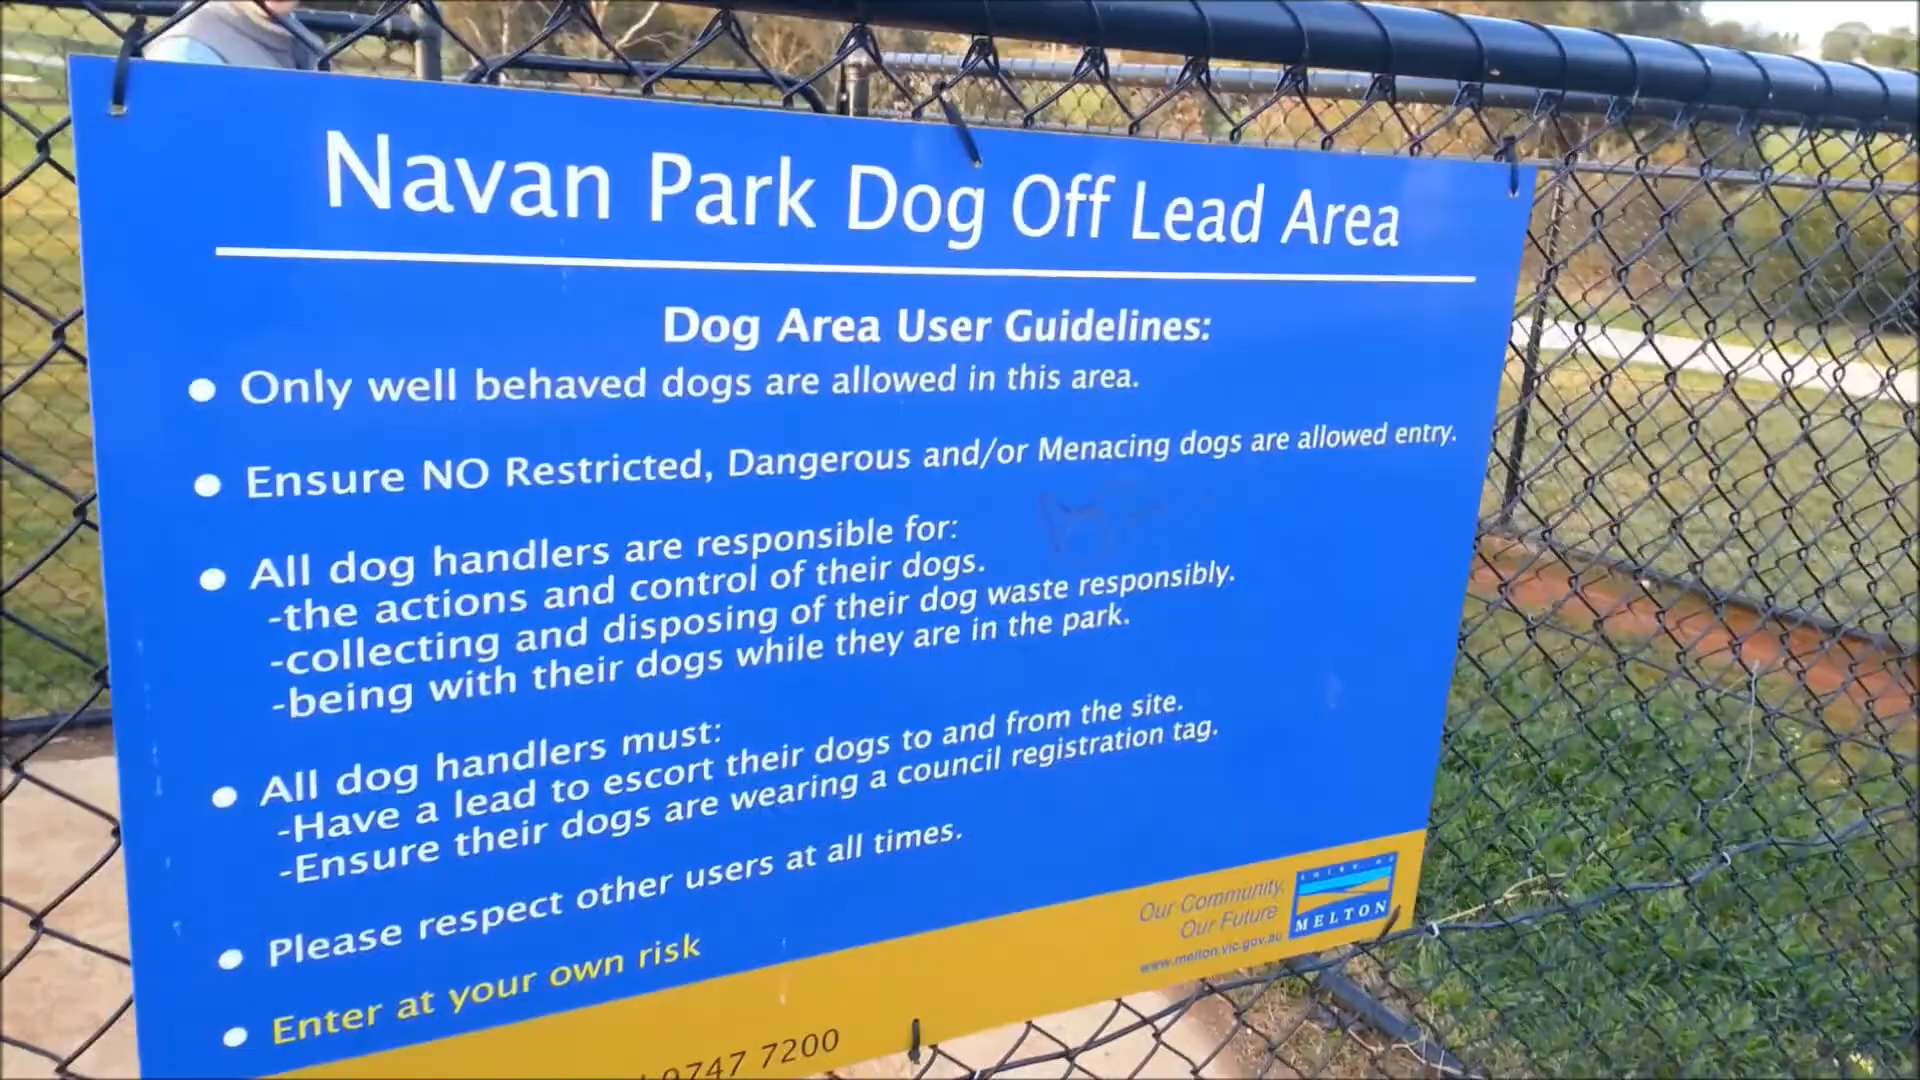 Navan Park Dog Off Lead Area
Dog Area User Guidelines:
● Only well behaved dogs are allowed in this area.
● Ensure NO Restricted, Dangerous and/or Menacing dogs are allowed entry.
● All dog handlers are responsible for:
-the actions and control of their dogs.
-collecting and disposing of their dog waste responsibly.
-being with their dogs while they are in the park.
● All dog handlers must:
-Have a lead to escort their dogs to and from the site.
-Ensure their dogs are wearing a council registration tag.
● Please respect other users at all times.
● Enter at your own risk
Our Community,
Our Future
www.melton.vic.gov.au
SHIRE OF
MELTON
9747 7200